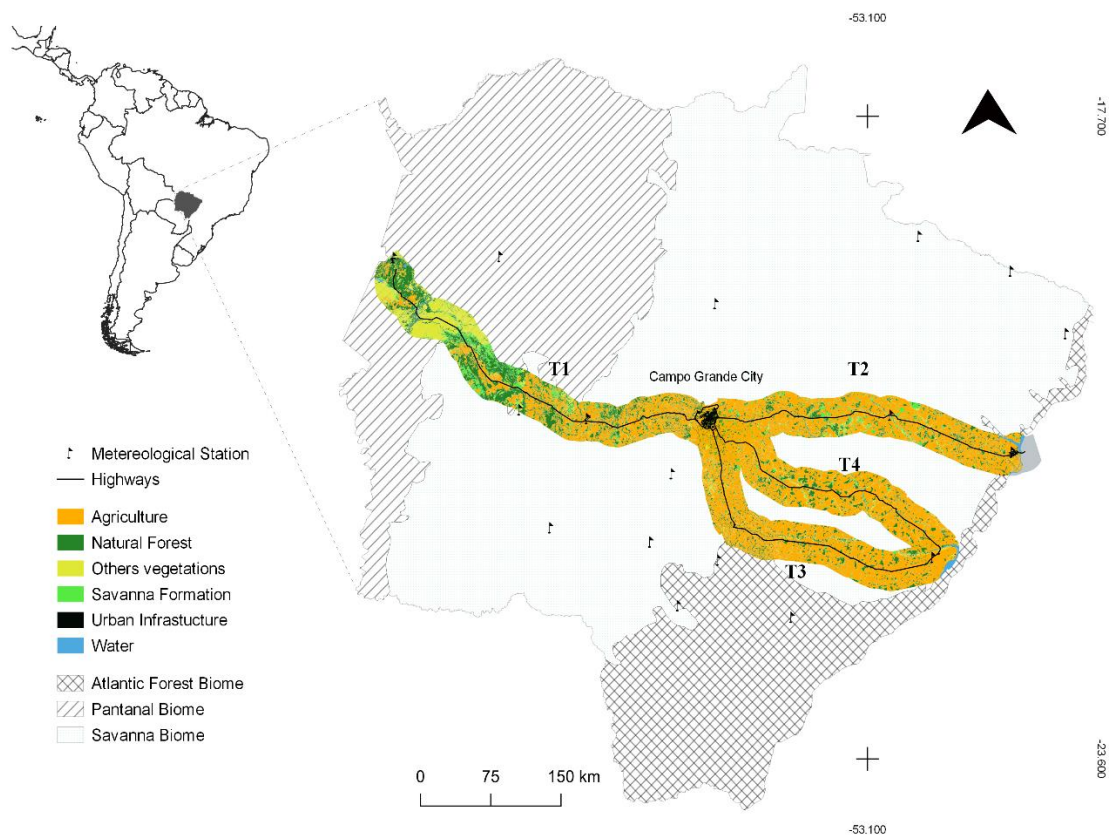 -53.100
-17.700
T1
Campo Grande City
T2
T4
T3
Metereological Station
Highways
Agriculture
Natural Forest
Others vegetations
Savanna Formation
Urban Infrastucture
Water
Atlantic Forest Biome
Pantanal Biome
Savanna Biome
0 75 150 km
-23.600
-53.100